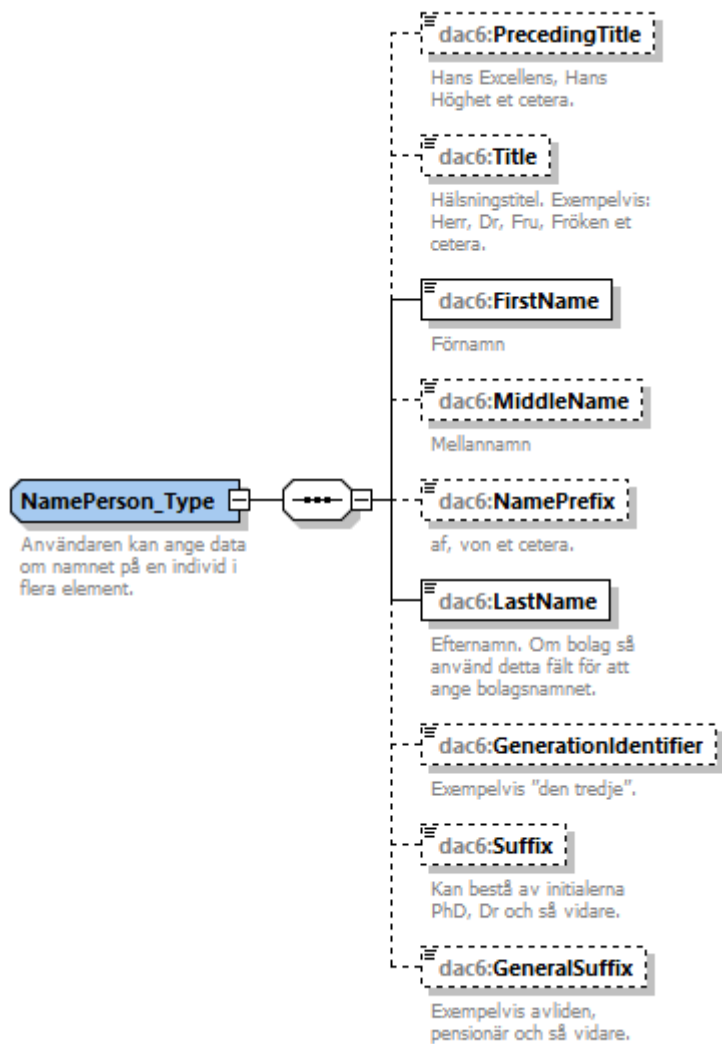 dac6:PrecedingTitle
Hans Excellens, Hans
Höghet et cetera.
dac6:Title
Hälsningstitel. Exempelvis:
Herr, Dr, Fru, Fröken et
cetera.
dac6:FirstName
Förnamn
dac6:MiddleName
Mellannamn
NamePerson_Type
Användaren kan ange data
om namnet på en individ i
flera element.
dac6:NamePrefix
af, von et cetera.
dac6:LastName
Efternamn. Om bolag så
använd detta fält för att
ange bolagsnamnet.
dac6:GenerationIdentifier
Exempelvis "den tredje".
dac6:Suffix
Kan bestå av initialerna
PhD, Dr och så vidare.
dac6:GeneralSuffix
Exempelvis avliden,
pensionär och så vidare.